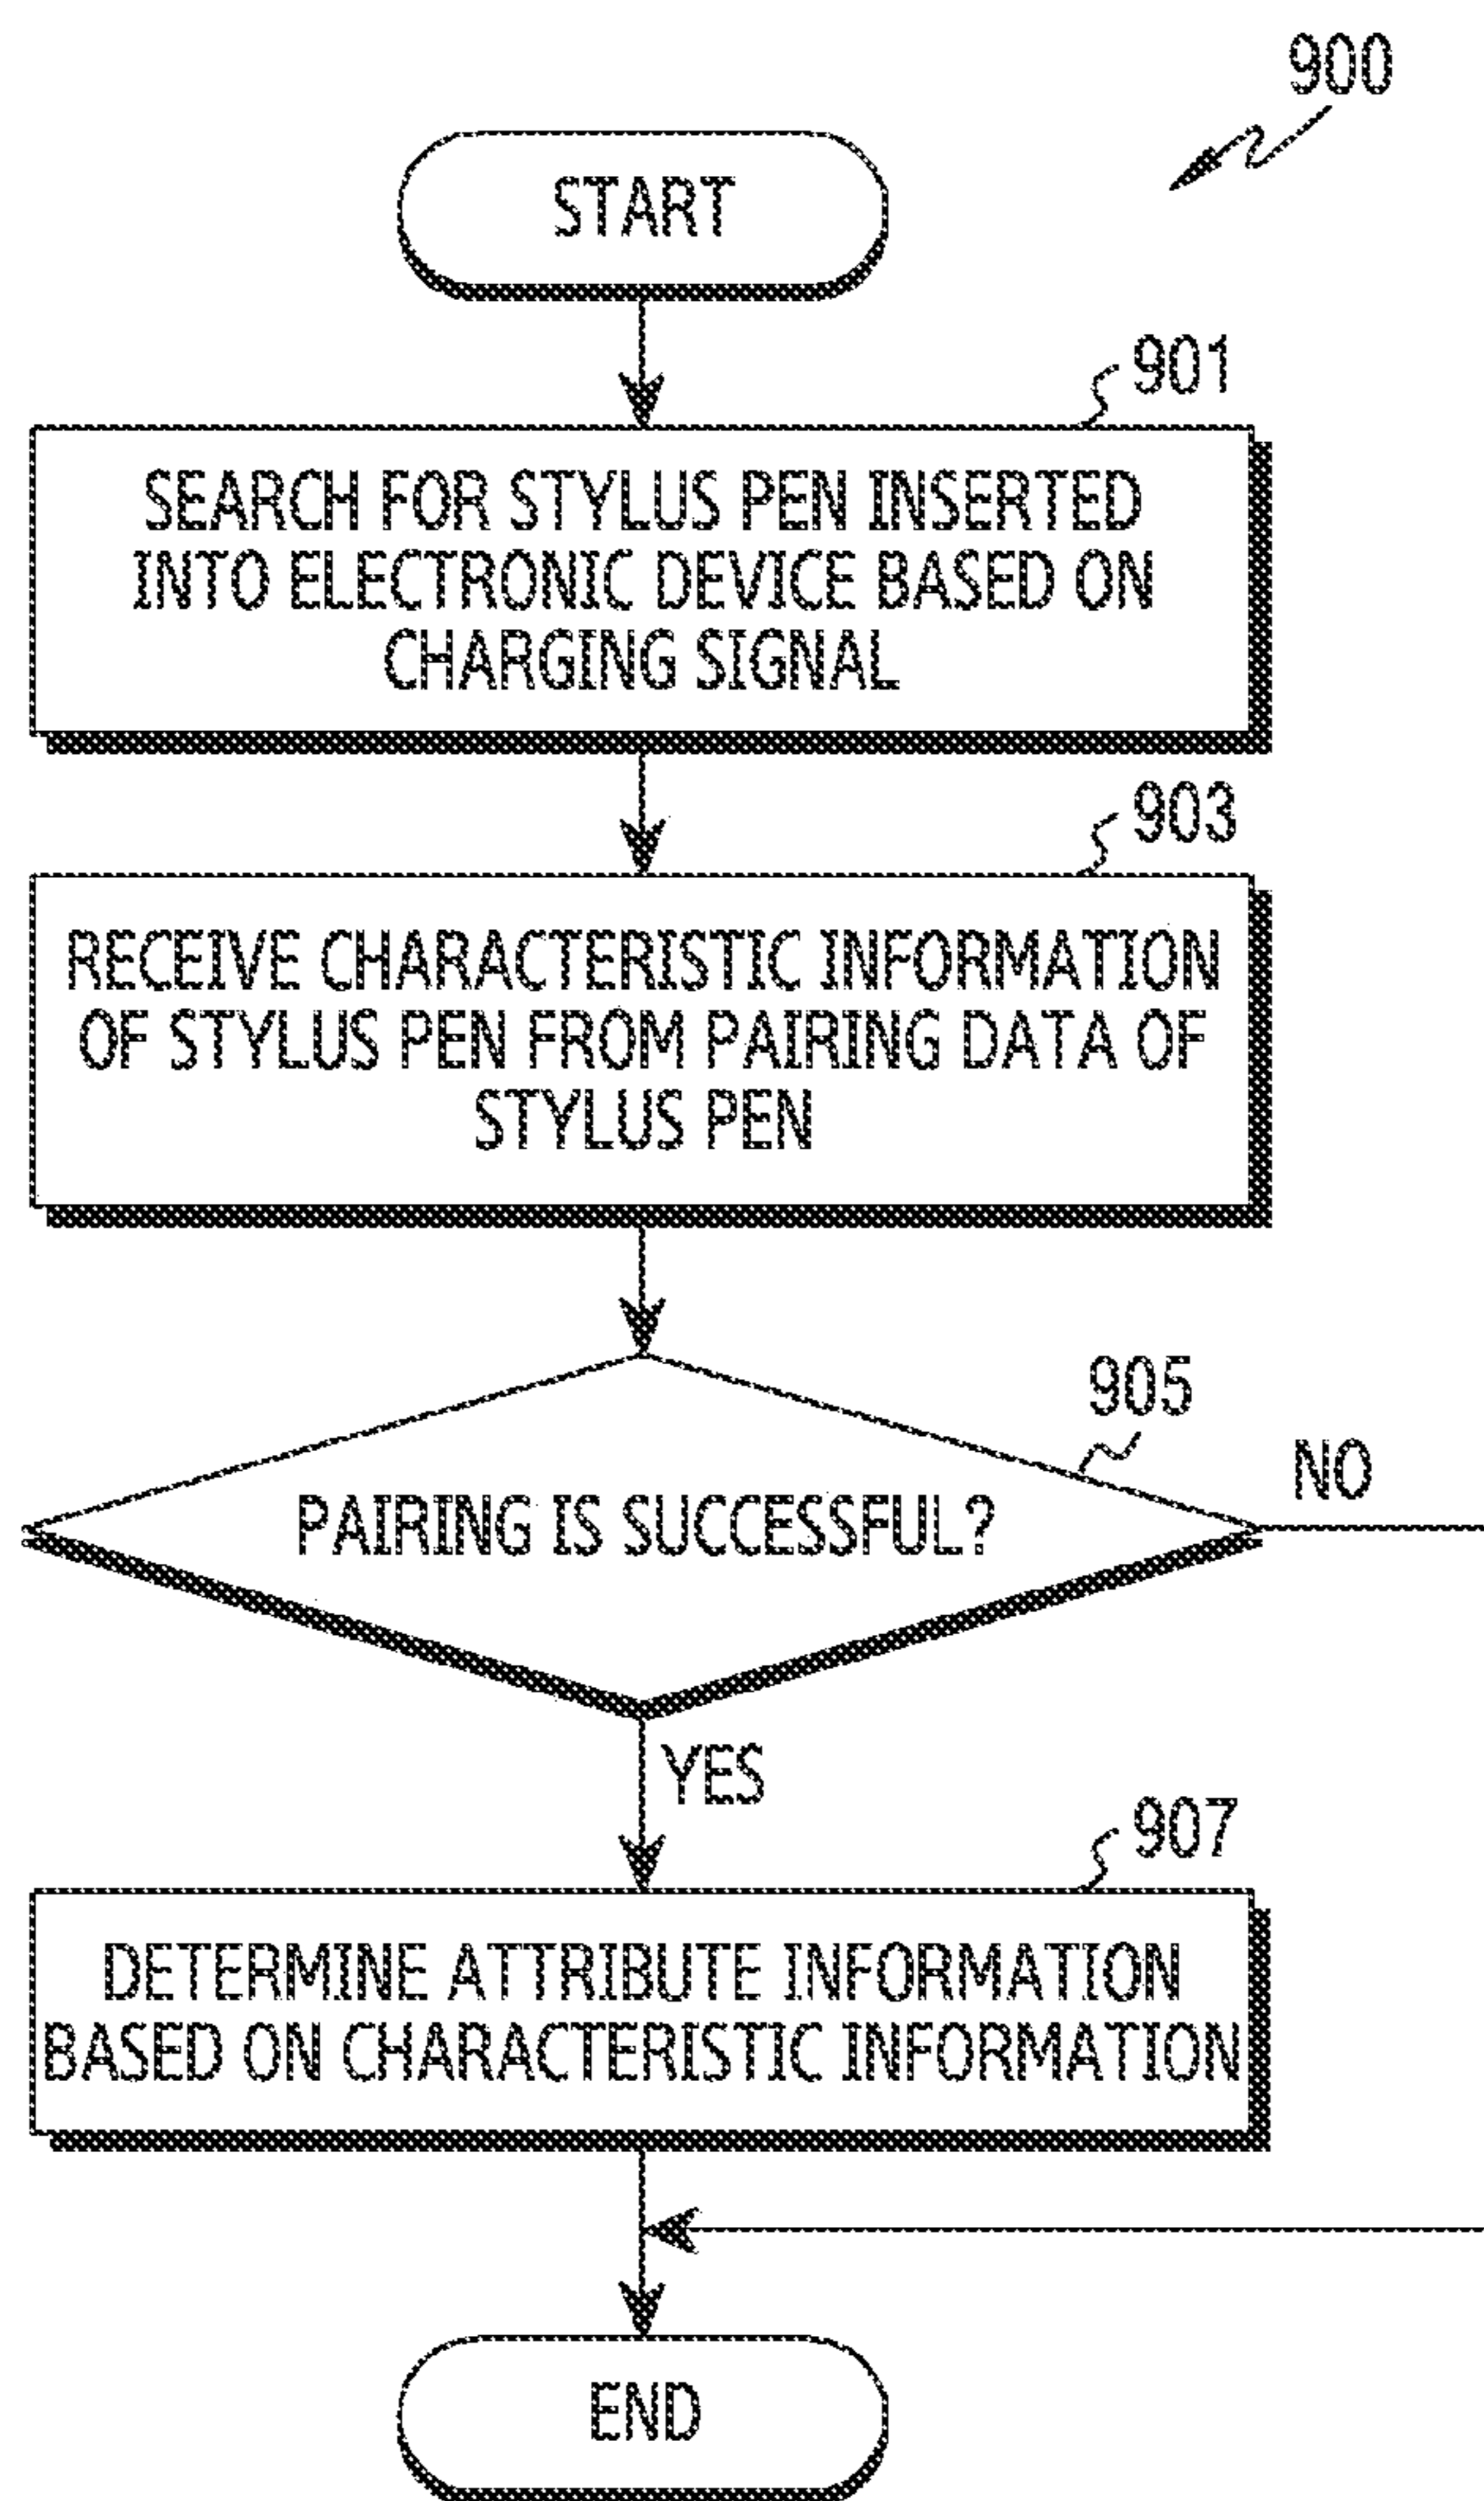 900
START
901
SEARCH FOR STYLUS PEN INSERTED
INTO ELECTRONIC DEVICE BASED ON
CHARGING SIGNAL
903
RECEIVE CHARACTERISTIC INFORMATION
OF STYLUS PEN FROM PAIRING DATA OF
STYLUS PEN
905
NO
PAIRING IS SUCCESSFUL?
YES
907
DETERMINE ATTRIBUTE INFORMATION
BASED ON CHARACTERISTIC INFORMATION
END